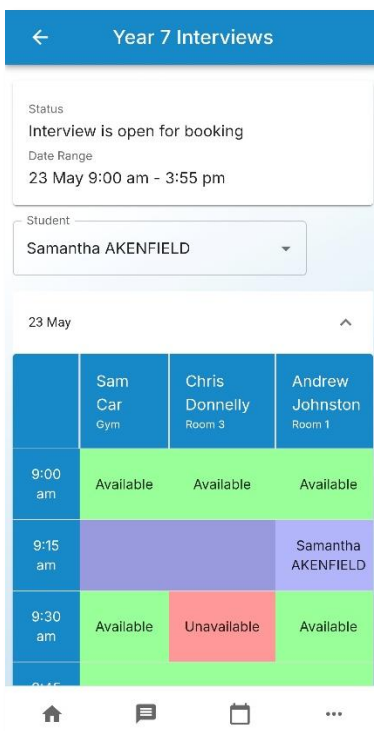 Year 7 Interviews
Status
Interview is open for booking
Date Range
23 May 9:00 am - 3:55 pm
Student
Samantha AKENFIELD
23 May
Sam Car Gym
Chris Donnelly Room 3
Andrew Johnston Room 1
9:00 am
Available
Available
Available
9:15 am
Samantha AKENFIELD
9:30 am
Available
Unavailable
Available